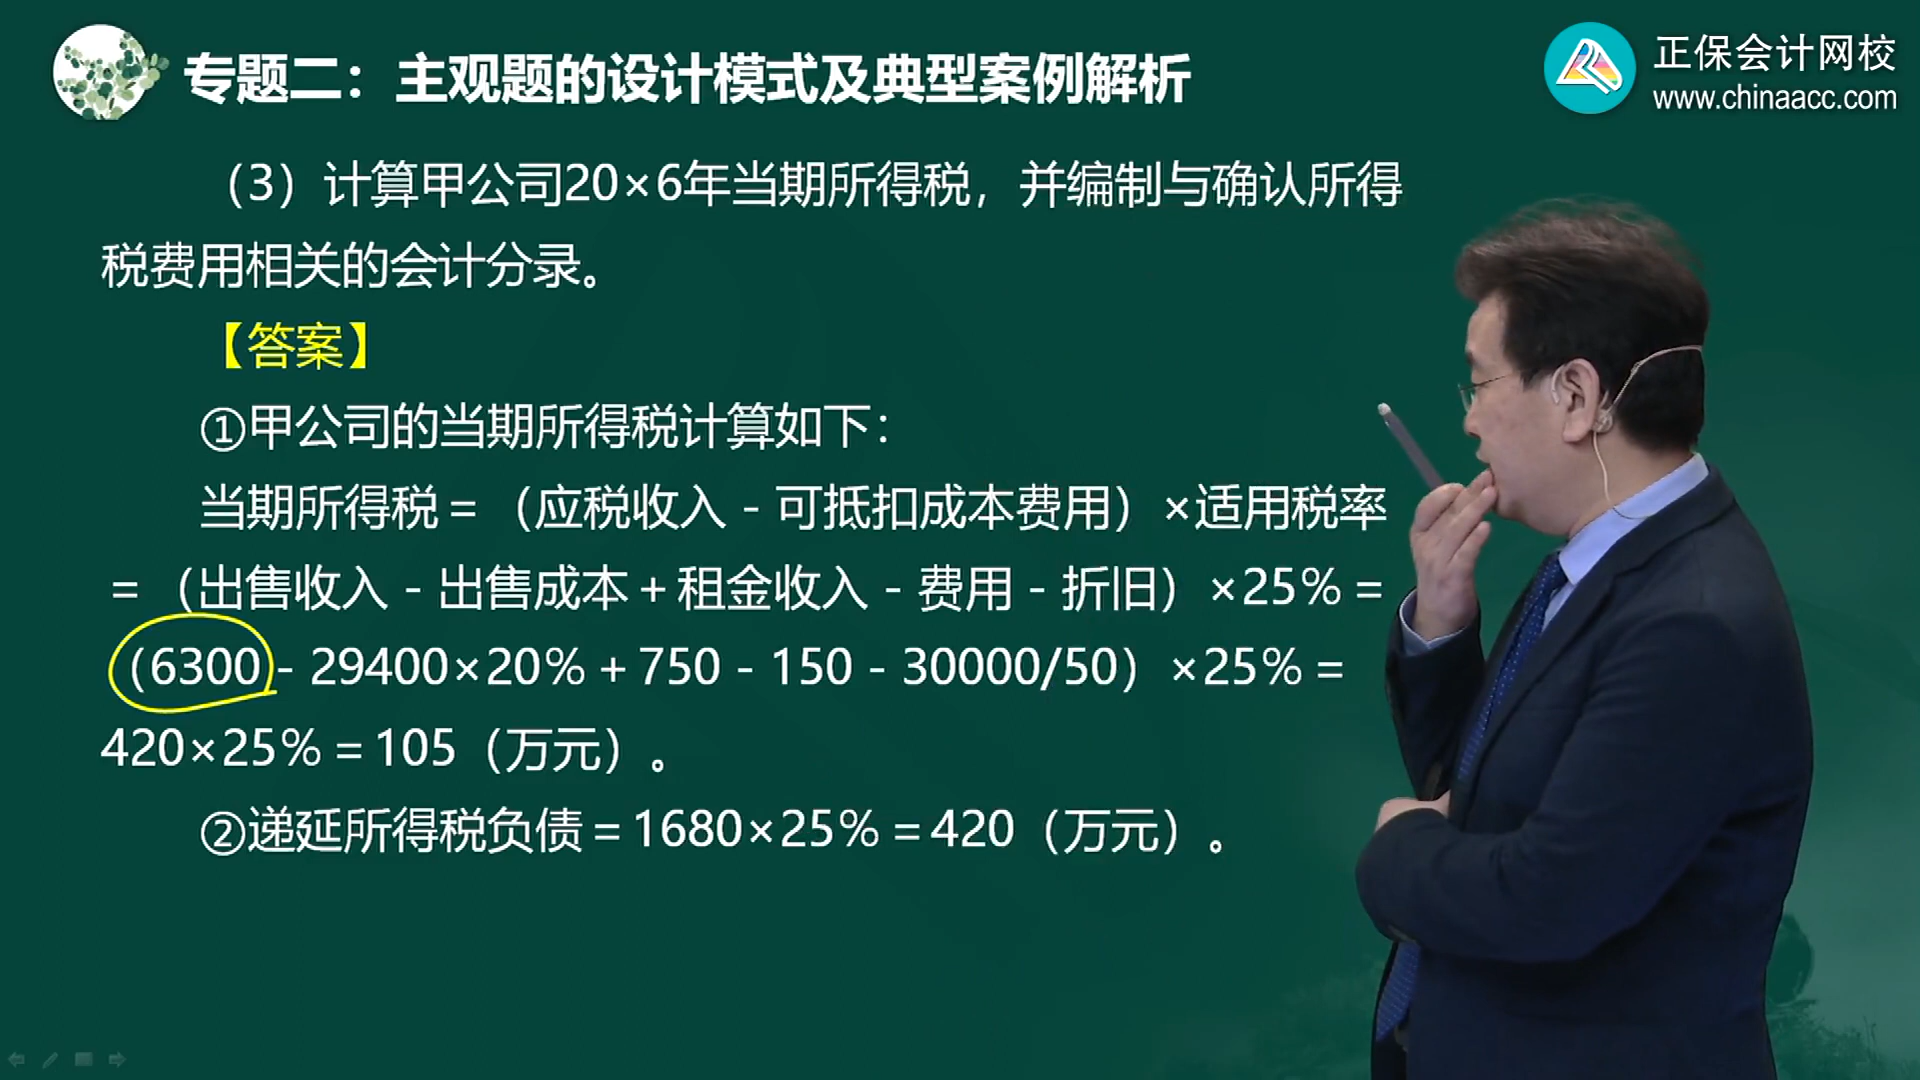 专题二：主观题的设计模式及典型案例解析
正保会计网校
www.chinaacc.com
（3）计算甲公司20×6年当期所得税，并编制与确认所得
税费用相关的会计分录。
【答案】
①甲公司的当期所得税计算如下：
当期所得税＝（应税收入－可抵扣成本费用）×适用税率
＝（出售收入－出售成本＋租金收入－费用－折旧）×25%＝
（6300－29400×20%＋750－150－30000/50）×25%＝
420×25%＝105（万元）。
②递延所得税负债＝1680×25%＝420（万元）。